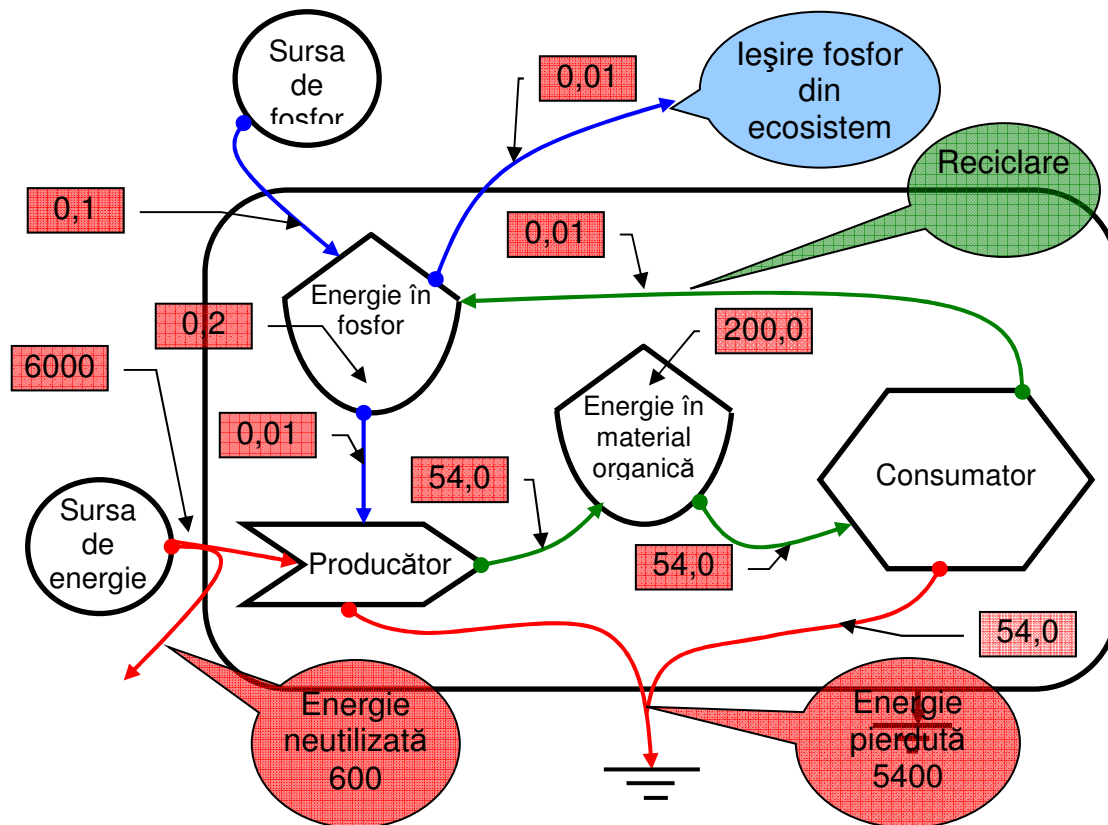 Sursa
de
fosfor
0,01
Ieşire fosfor
din
ecosistem
Reciclare
0,1
0,01
Energie în
fosfor
0,2
200,0
6000
Energie în
material
organică
0,01
54,0
Consumator
Sursa
de
energie
Producător
54,0
54,0
Energie
neutilizată
600
Energie
pierdută
5400